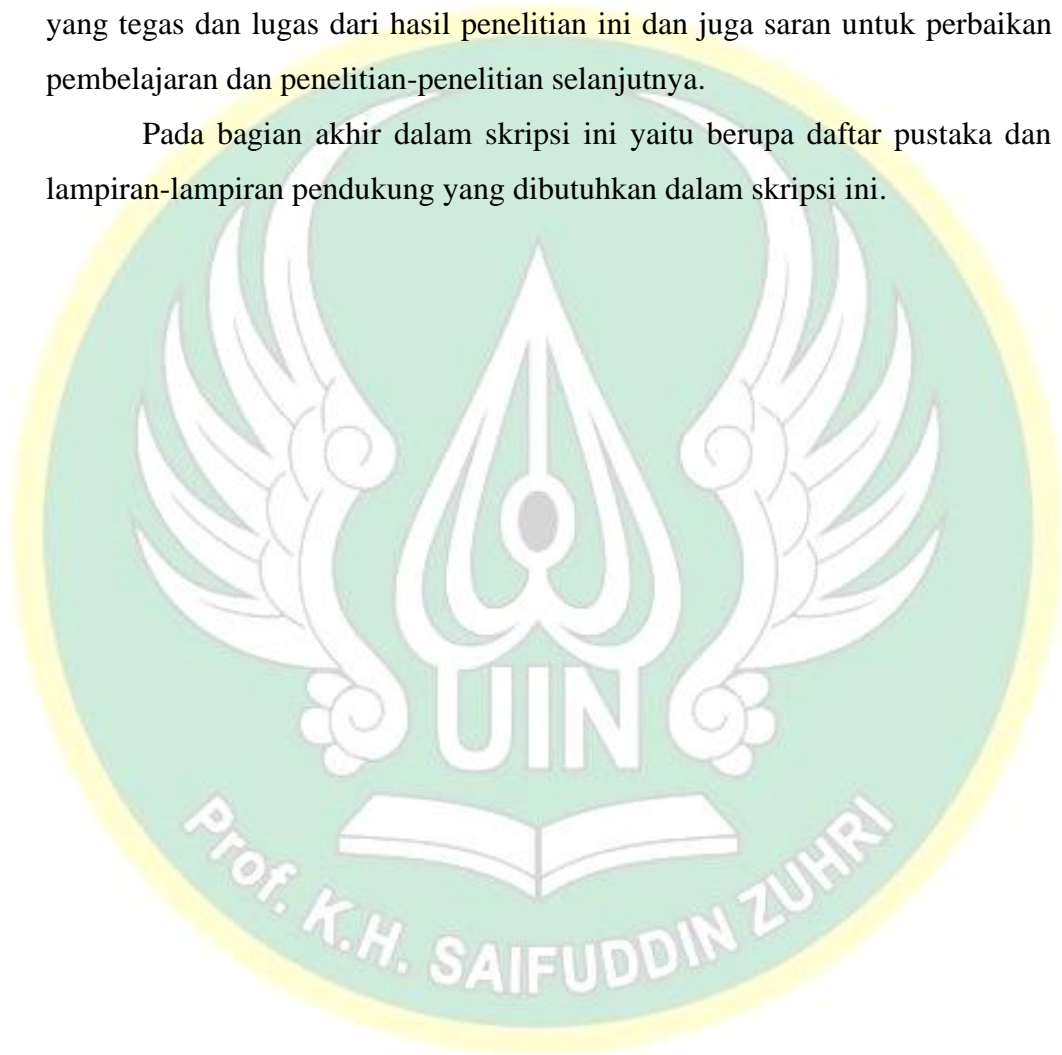 yang tegas dan lugas dari hasil penelitian ini dan juga saran untuk perbaikan
pembelajaran dan penelitian-penelitian selanjutnya.
Pada bagian akhir dalam skripsi ini yaitu berupa daftar pustaka dan
lampiran-lampiran pendukung yang dibutuhkan dalam skripsi ini.
UIN
Prof. K.H. SAIFUDDIN ZUHRI